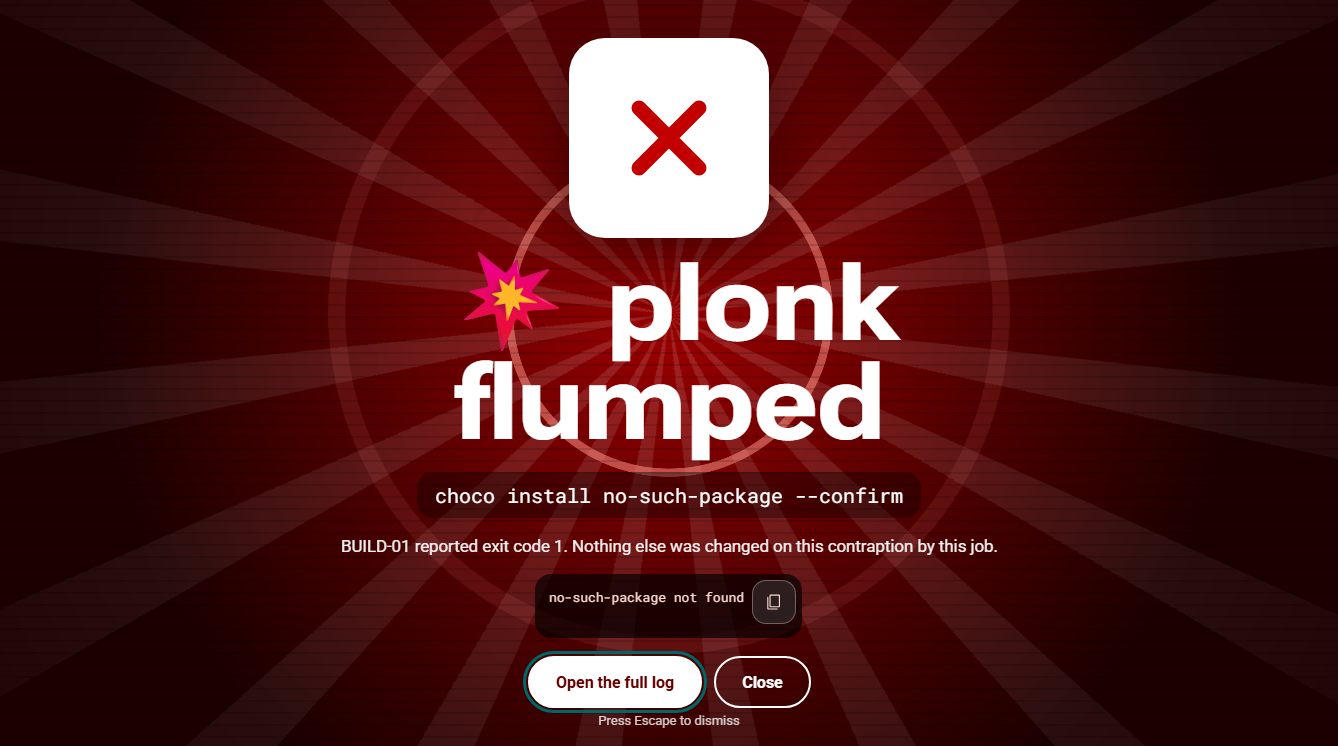 plonk
flumped
choco install no-such-package --confirm
BUILD-01 reported exit code 1. Nothing else was changed on this contraption by this job.
no-such-package not found
Open the full log
Close
Press Escape to dismiss